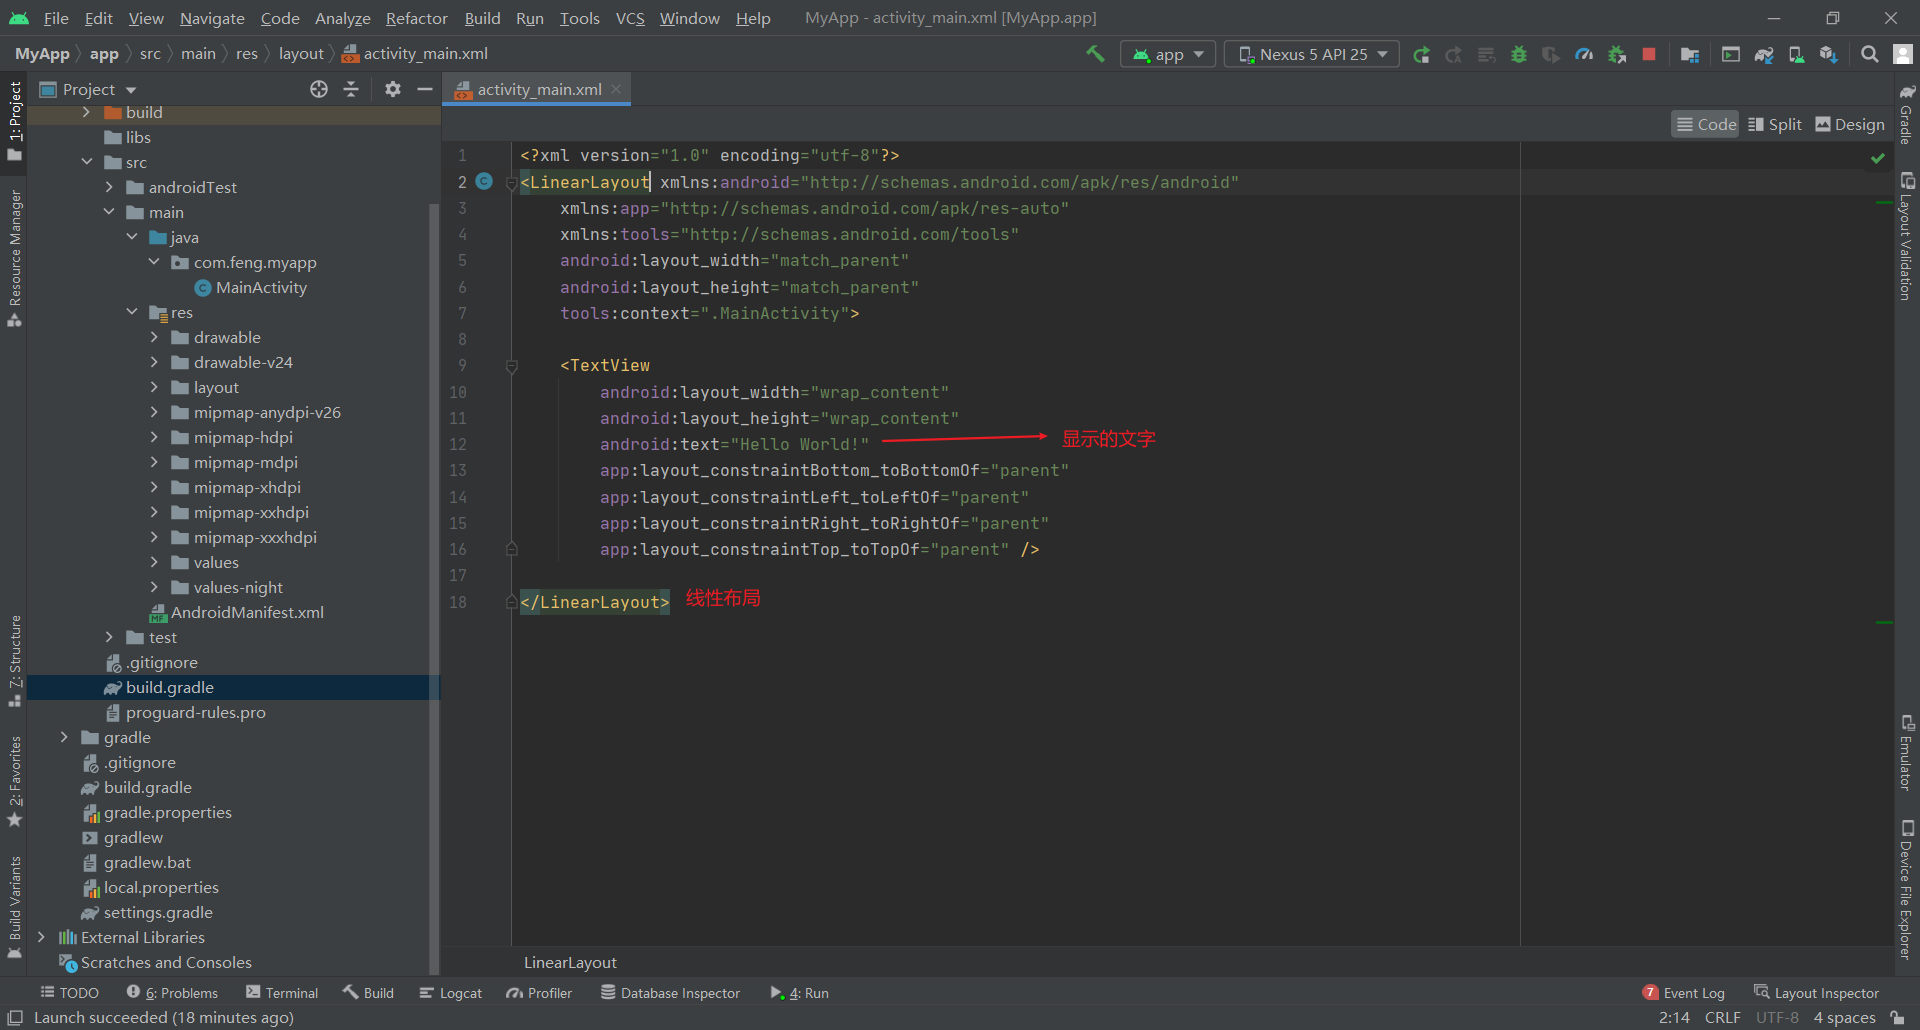 File Edit View Navigate Code Analyze Refactor Build Run Tools VCS Window Help MyApp - activity_main.xml [MyApp.app]
MyApp app src main res layout activity_main.xml app Nexus 5 API 25
Project activity_main.xml
Code Split Design
1: Project
Resource Manager
7: Structure
2: Favorites
Build Variants
build
libs
src
androidTest
main
java
com.feng.myapp
MainActivity
res
drawable
drawable-v24
layout
mipmap-anydpi-v26
mipmap-hdpi
mipmap-mdpi
mipmap-xhdpi
mipmap-xxhdpi
mipmap-xxxhdpi
values
values-night
AndroidManifest.xml
test
.gitignore
build.gradle
proguard-rules.pro
gradle
.gitignore
build.gradle
gradle.properties
gradlew
gradlew.bat
local.properties
settings.gradle
External Libraries
Scratches and Consoles
1 <?xml version="1.0" encoding="utf-8"?>
2 <LinearLayout xmlns:android="http://schemas.android.com/apk/res/android"
3 xmlns:app="http://schemas.android.com/apk/res-auto"
4 xmlns:tools="http://schemas.android.com/tools"
5 android:layout_width="match_parent"
6 android:layout_height="match_parent"
7 tools:context=".MainActivity">
8
9 <TextView
10 android:layout_width="wrap_content"
11 android:layout_height="wrap_content"
12 android:text="Hello World!" 显示的文字
13 app:layout_constraintBottom_toBottomOf="parent"
14 app:layout_constraintLeft_toLeftOf="parent"
15 app:layout_constraintRight_toRightOf="parent"
16 app:layout_constraintTop_toTopOf="parent" />
17
18 </LinearLayout> 线性布局
LinearLayout
Gradle
Layout Validation
Emulator
Device File Explorer
TODO 6: Problems Terminal Build Logcat Profiler Database Inspector 4: Run 7 Event Log Layout Inspector
Launch succeeded (18 minutes ago) 2:14 CRLF UTF-8 4 spaces